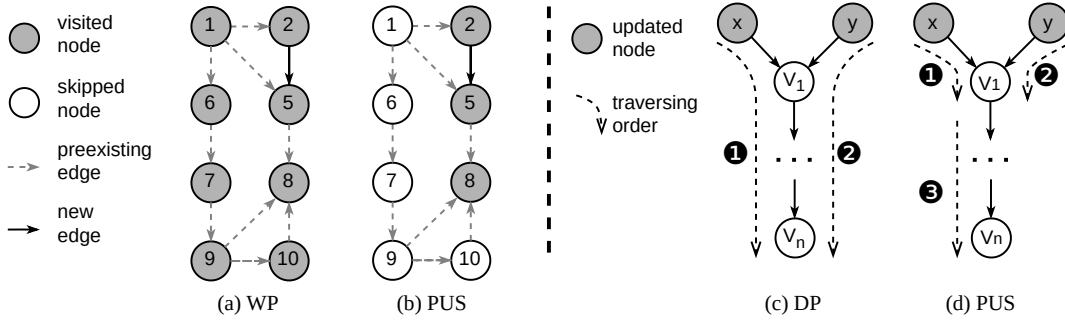 visited
node
skipped
node
preexisting
edge
new
edge
1 2
6 5
7 8
9 10
(a) WP
1 2
6 5
7 8
9 10
(b) PUS
updated
node
traversing
order
x y
V1
❶ . . . ❷
Vn
(c) DP
x y
❶ V1 ❷
. . .
❸
Vn
(d) PUS